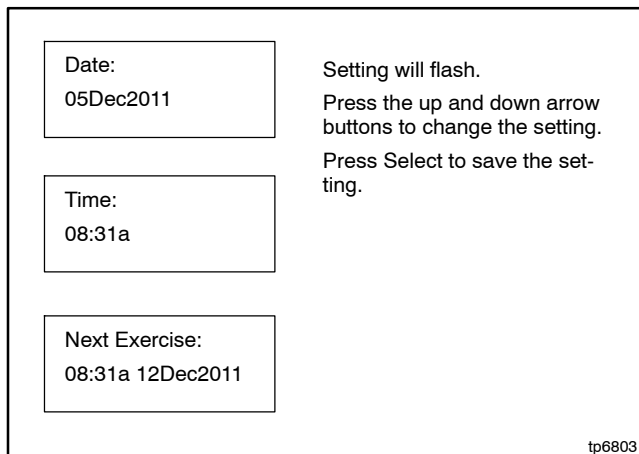 Date:
05Dec2011
Setting will flash.
Press the up and down arrow
buttons to change the setting.
Press Select to save the set-
ting.
Time:
08:31a
Next Exercise:
08:31a 12Dec2011
tp6803